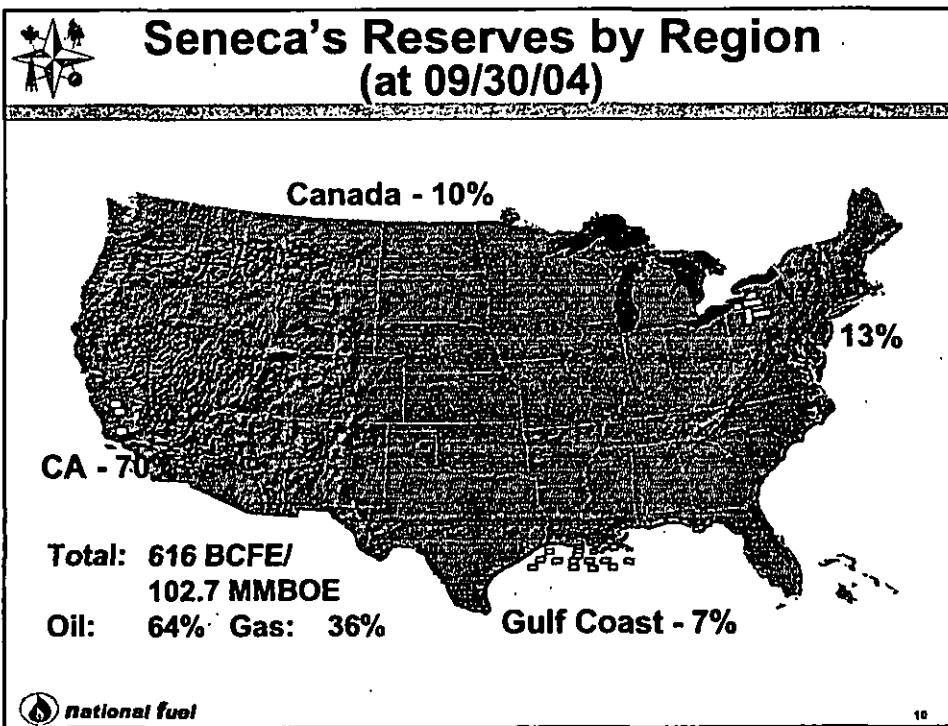 Seneca's Reserves by Region
(at 09/30/04)
Canada - 10%
13%
CA - 70%
Total: 616 BCFE/
102.7 MMBOE
Oil: 64% Gas: 36%
Gulf Coast - 7%
national fuel
10